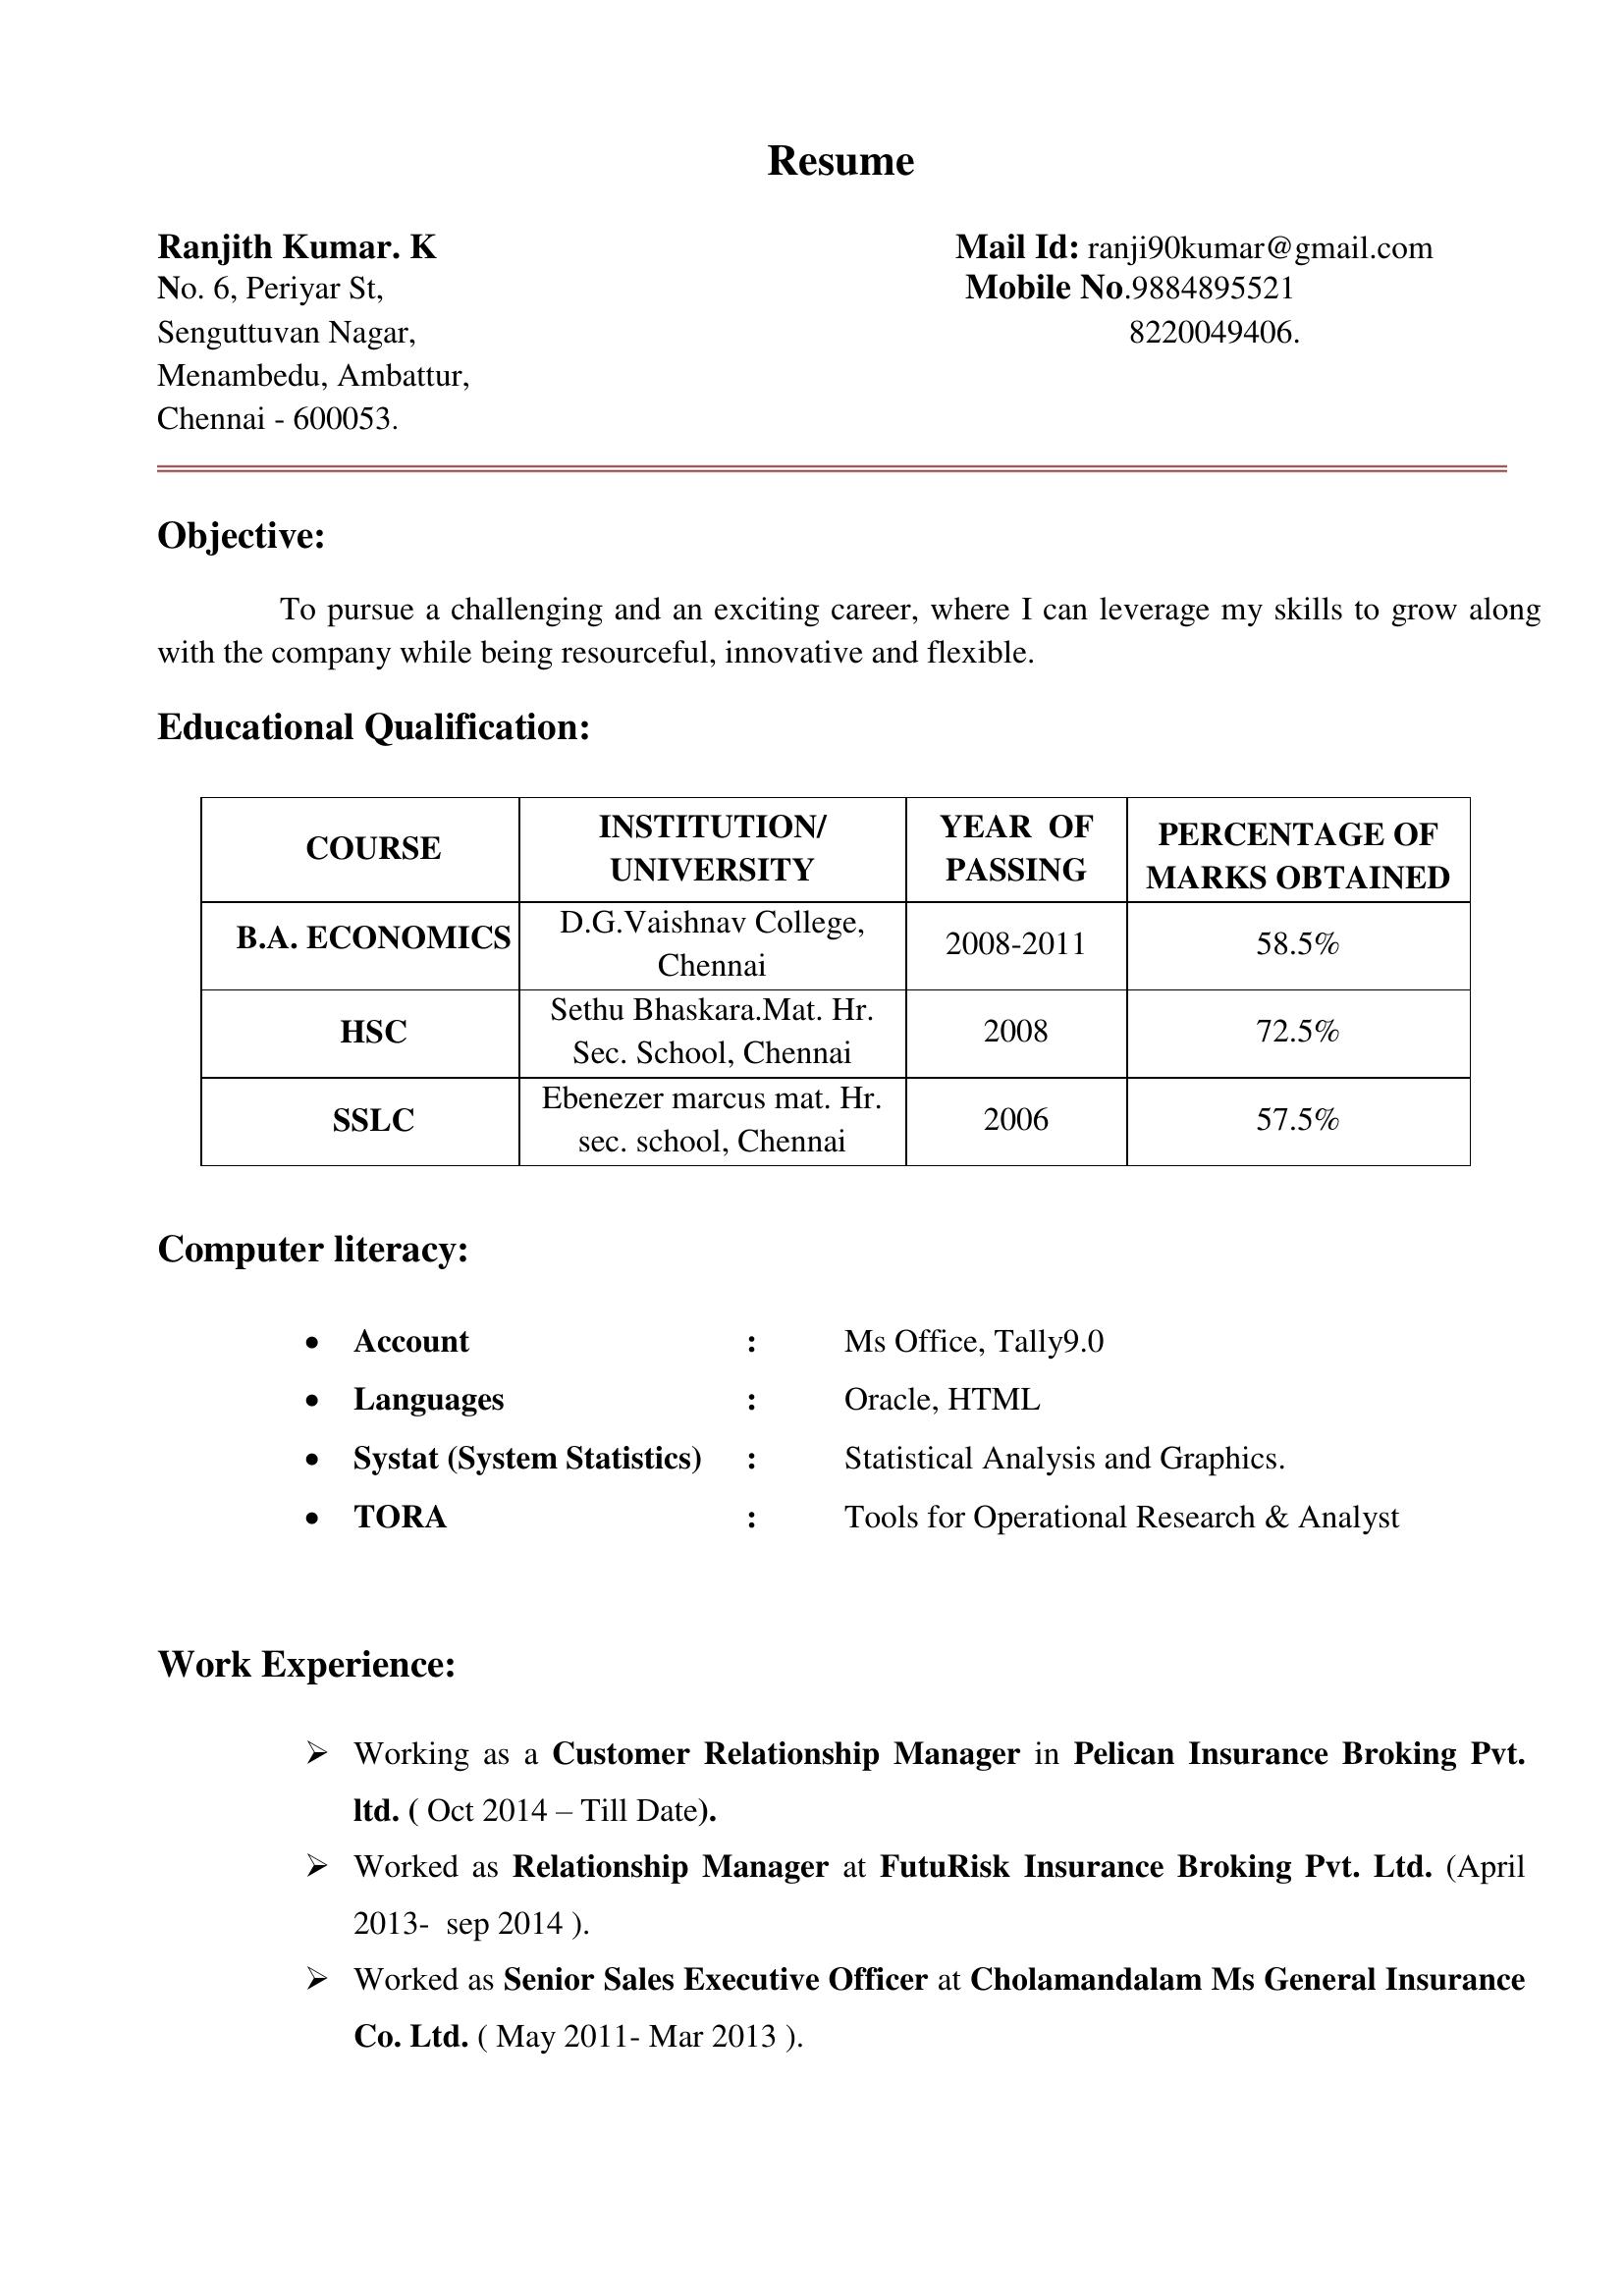 Resume
Ranjith Kumar. K Mail Id: ranji90kumar@gmail.com
No. 6, Periyar St, Mobile No.9884895521
Senguttuvan Nagar, 8220049406.
Menambedu, Ambattur,
Chennai - 600053.
Objective:
To pursue a challenging and an exciting career, where I can leverage my skills to grow along
with the company while being resourceful, innovative and flexible.
Educational Qualification:
COURSE
INSTITUTION/
UNIVERSITY
YEAR OF
PASSING
PERCENTAGE OF
MARKS OBTAINED
B.A. ECONOMICS
D.G.Vaishnav College,
Chennai
2008-2011
58.5%
HSC
Sethu Bhaskara.Mat. Hr.
Sec. School, Chennai
2008
72.5%
SSLC
Ebenezer marcus mat. Hr.
sec. school, Chennai
2006
57.5%
Computer literacy:
• Account : Ms Office, Tally9.0
• Languages : Oracle, HTML
• Systat (System Statistics) : Statistical Analysis and Graphics.
• TORA : Tools for Operational Research & Analyst
Work Experience:
➢ Working as a Customer Relationship Manager in Pelican Insurance Broking Pvt.
ltd. ( Oct 2014 – Till Date).
➢ Worked as Relationship Manager at FutuRisk Insurance Broking Pvt. Ltd. (April
2013- sep 2014 ).
➢ Worked as Senior Sales Executive Officer at Cholamandalam Ms General Insurance
Co. Ltd. ( May 2011- Mar 2013 ).